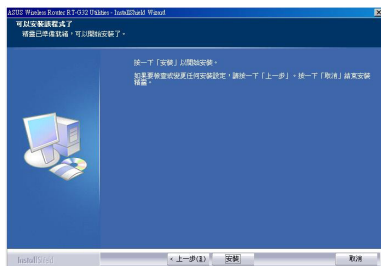 ASUS Wireless Router RT-G32 Utilities - InstallShield Wizard
可以安裝該程式了
精靈已準備就緒，可以開始安裝了。
按一下「安裝」以開始安裝。
如果要檢查或變更任何安裝設定，請按一下「上一步」。按一下「取消」結束安裝
精靈。
InstallShield
< 上一步(B) 安裝 取消